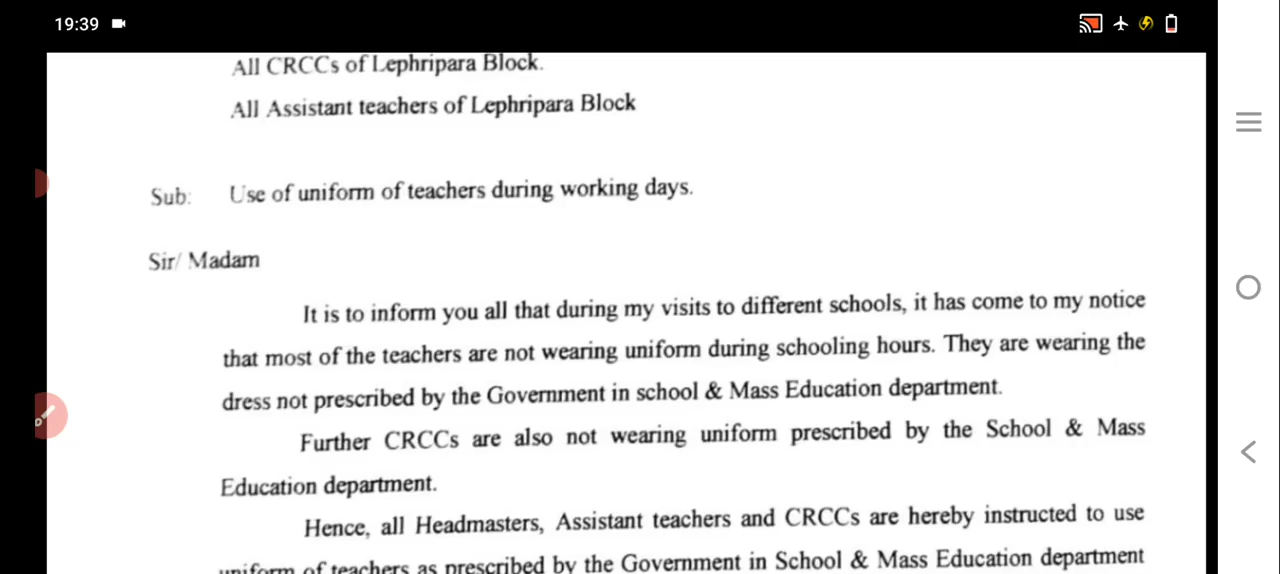 19:39
All CRCCs of Lephripara Block.
All Assistant teachers of Lephripara Block
Sub: Use of uniform of teachers during working days.
Sir/ Madam
It is to inform you all that during my visits to different schools, it has come to my notice
that most of the teachers are not wearing uniform during schooling hours. They are wearing the
dress not prescribed by the Government in school & Mass Education department.
Further CRCCs are also not wearing uniform prescribed by the School & Mass
Education department.
Hence, all Headmasters, Assistant teachers and CRCCs are hereby instructed to use
uniform of teachers as prescribed by the Government in School & Mass Education department